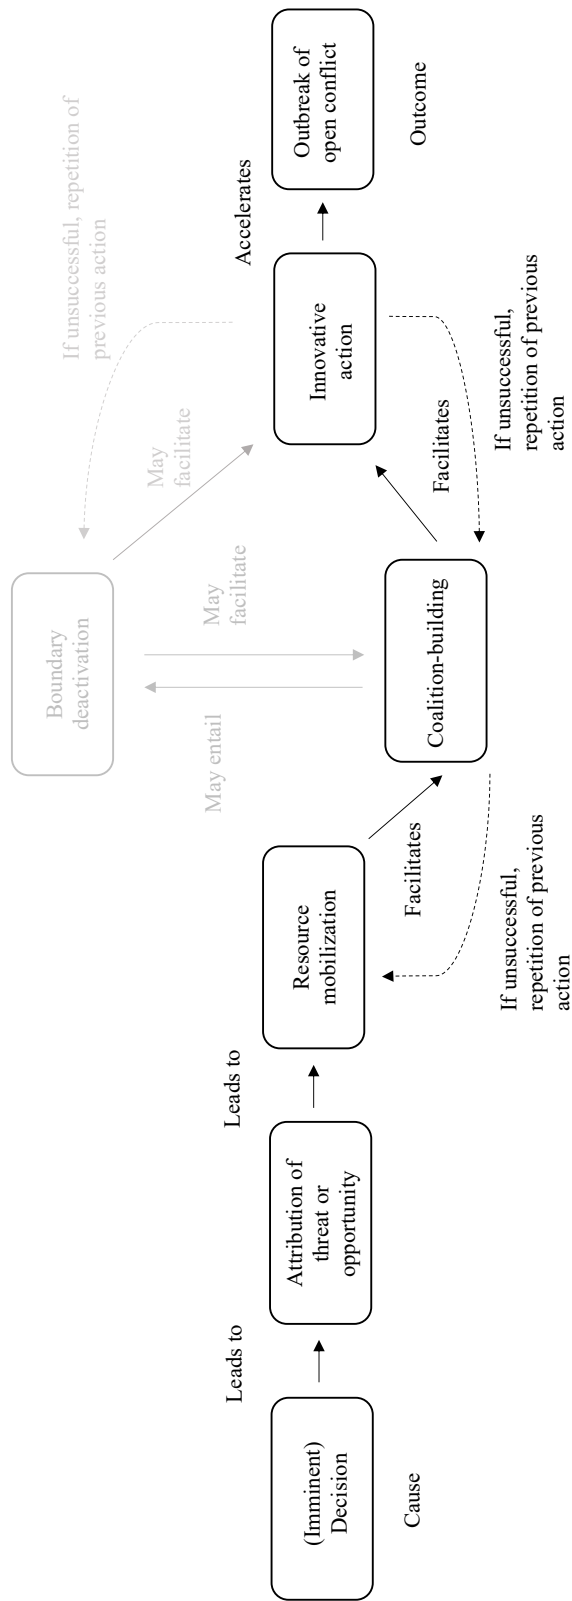 (Imminent)
Decision
Cause
Leads to
Attribution of
threat or
opportunity
Leads to
Resource
mobilization
Facilitates
If unsuccessful,
repetition of previous
action
Coalition-building
May entail
May
facilitate
Boundary
deactivation
May
facilitate
If unsuccessful, repetition of
previous action
Facilitates
If unsuccessful,
repetition of previous
action
Innovative
action
Accelerates
Outbreak of
open conflict
Outcome